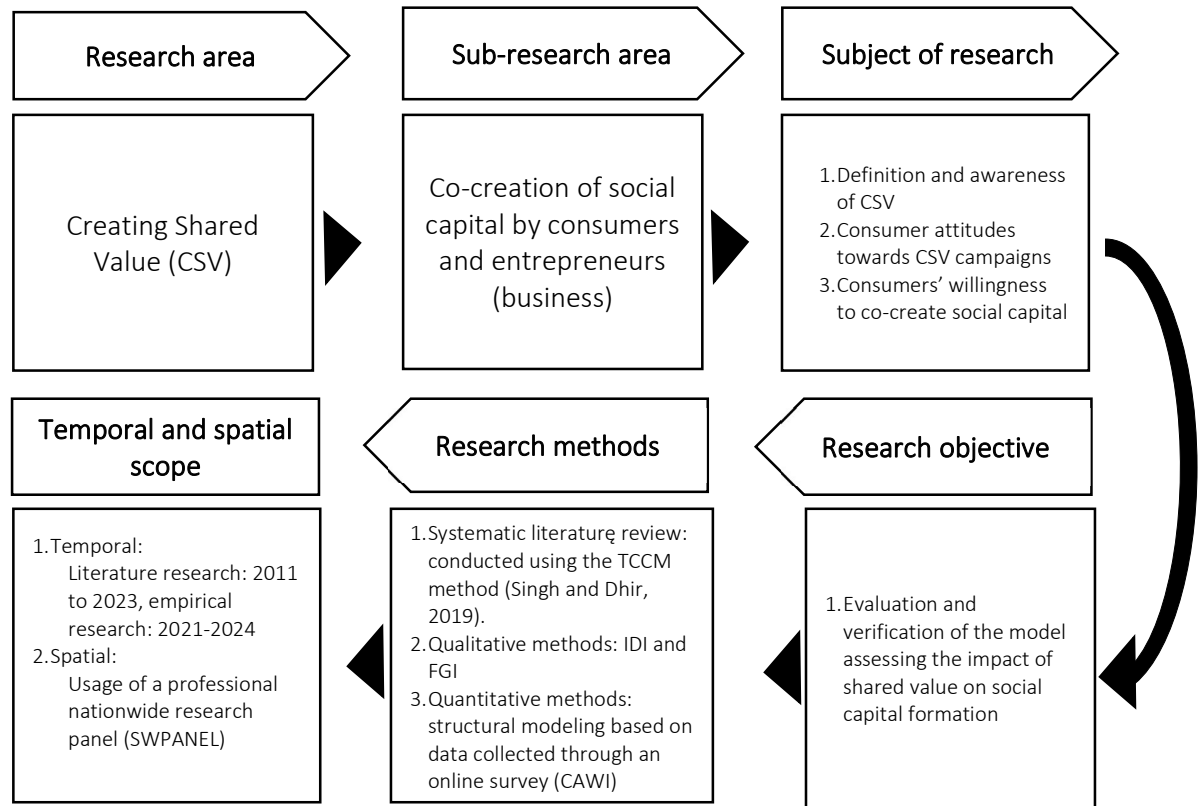 Research area
Creating Shared
Value (CSV)
Sub-research area
Co-creation of social
capital by consumers
and entrepreneurs
(business)
Subject of research
1.Definition and awareness
of CSV
2.Consumer attitudes
towards CSV campaigns
3.Consumers’ willingness
to co-create social capital
Research objective
1.Evaluation and
verification of the model
assessing the impact of
shared value on social
capital formation
Research methods
1.Systematic literaturę review:
conducted using the TCCM
method (Singh and Dhir,
2019).
2.Qualitative methods: IDI and
FGI
3.Quantitative methods:
structural modeling based on
data collected through an
online survey (CAWI)
Temporal and spatial
scope
1.Temporal:
Literature research: 2011
to 2023, empirical
research: 2021-2024
2.Spatial:
Usage of a professional
nationwide research
panel (SWPANEL)